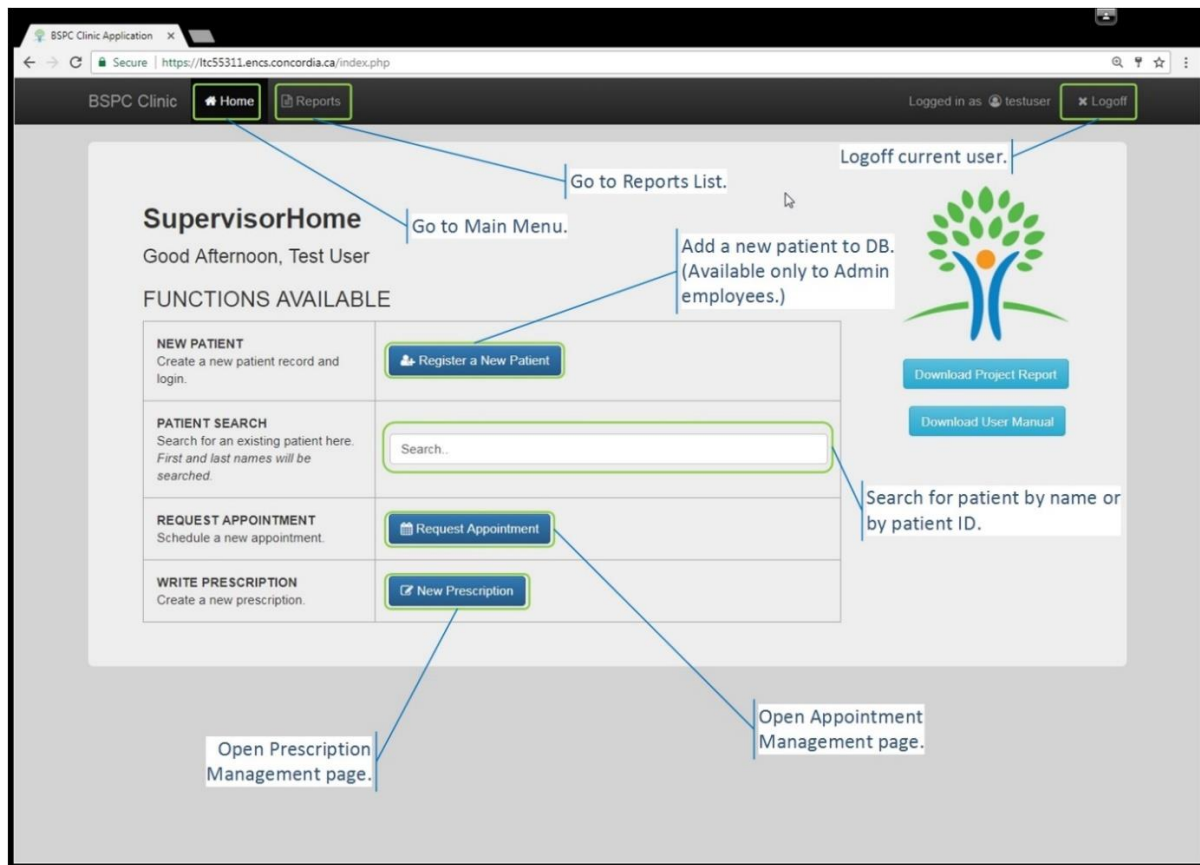 BSPC Clinic Application
Secure | https://ltc55311.encs.concordia.ca/index.php
BSPC Clinic Home Reports Logged in as testuser Logoff
Logoff current user.
Go to Reports List.
SupervisorHome
Go to Main Menu.
Good Afternoon, Test User
Add a new patient to DB.
(Available only to Admin
employees.)
FUNCTIONS AVAILABLE
NEW PATIENT
Create a new patient record and
login.
Register a New Patient
Download Project Report
Download User Manual
PATIENT SEARCH
Search for an existing patient here.
First and last names will be
searched.
Search..
Search for patient by name or
by patient ID.
REQUEST APPOINTMENT
Schedule a new appointment.
Request Appointment
WRITE PRESCRIPTION
Create a new prescription.
New Prescription
Open Appointment
Management page.
Open Prescription
Management page.